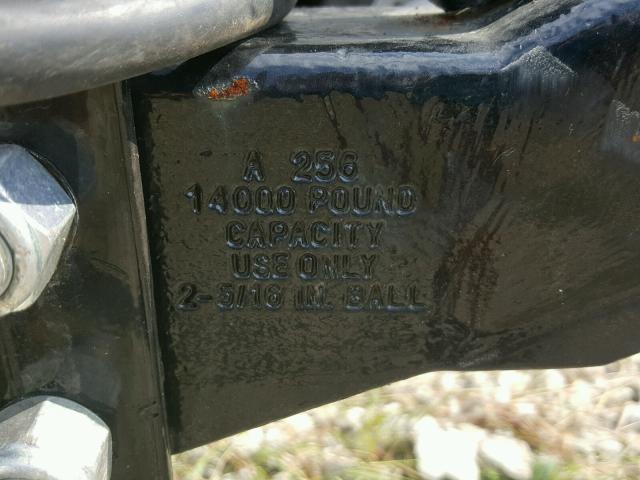 A 256
14000 POUND
CAPACITY
USE ONLY
2-5/16 IN. BALL